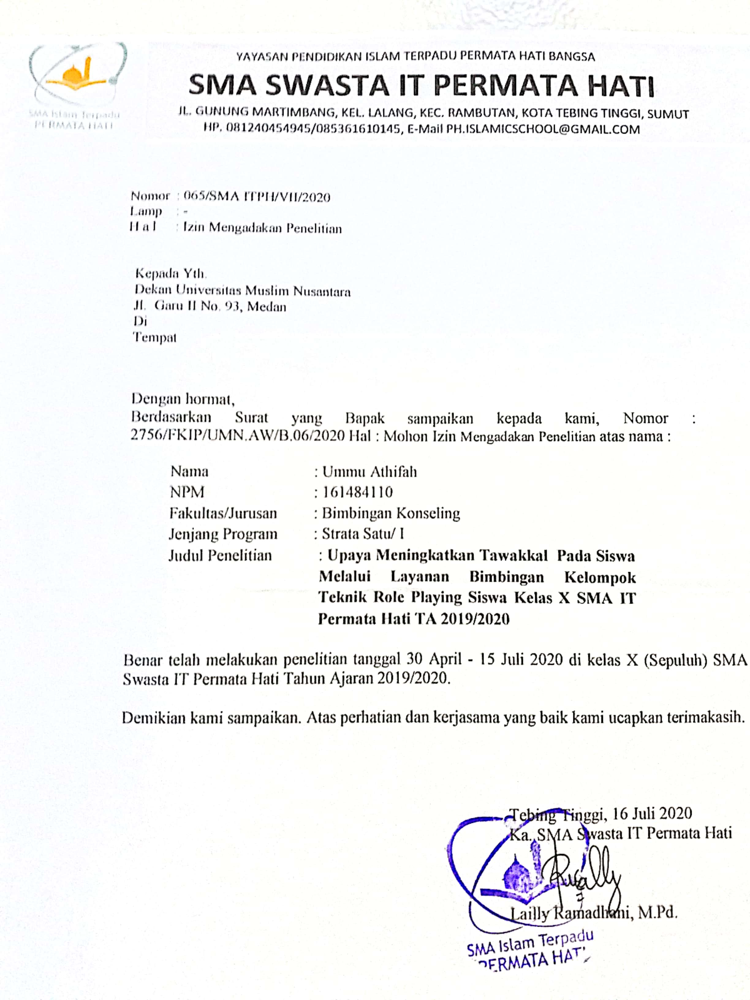 YAYASAN PENDIDIKAN ISLAM TERPADU PERMATA HATI BANGSA
SMA SWASTA IT PERMATA HATI
JL. GUNUNG MARTIMBANG, KEL. LALANG, KEC. RAMBUTAN, KOTA TEBING TINGGI, SUMUT
HP. 081240454945/085361610145, E-Mail PH.ISLAMICSCHOOL@GMAIL.COM
SMA Islam Terpadu
PERMATA HATI
Nomor : 065/SMA ITPH/VII/2020
Lamp : -
H a l : Izin Mengadakan Penelitian
Kepada Yth.
Dekan Universitas Muslim Nusantara
Jl. Garu II No. 93, Medan
Di
Tempat
Dengan hormat,
Berdasarkan Surat yang Bapak sampaikan kepada kami, Nomor :
2756/FKIP/UMN.AW/B.06/2020 Hal : Mohon Izin Mengadakan Penelitian atas nama :
Nama : Ummu Athifah
NPM : 161484110
Fakultas/Jurusan : Bimbingan Konseling
Jenjang Program : Strata Satu/ I
Judul Penelitian : Upaya Meningkatkan Tawakkal Pada Siswa
Melalui Layanan Bimbingan Kelompok
Teknik Role Playing Siswa Kelas X SMA IT
Permata Hati TA 2019/2020
Benar telah melakukan penelitian tanggal 30 April - 15 Juli 2020 di kelas X (Sepuluh) SMA
Swasta IT Permata Hati Tahun Ajaran 2019/2020.
Demikian kami sampaikan. Atas perhatian dan kerjasama yang baik kami ucapkan terimakasih.
Tebing Tinggi, 16 Juli 2020
Ka. SMA Swasta IT Permata Hati
Lailly Ramadhani, M.Pd.
SMA Islam Terpadu
PERMATA HATI